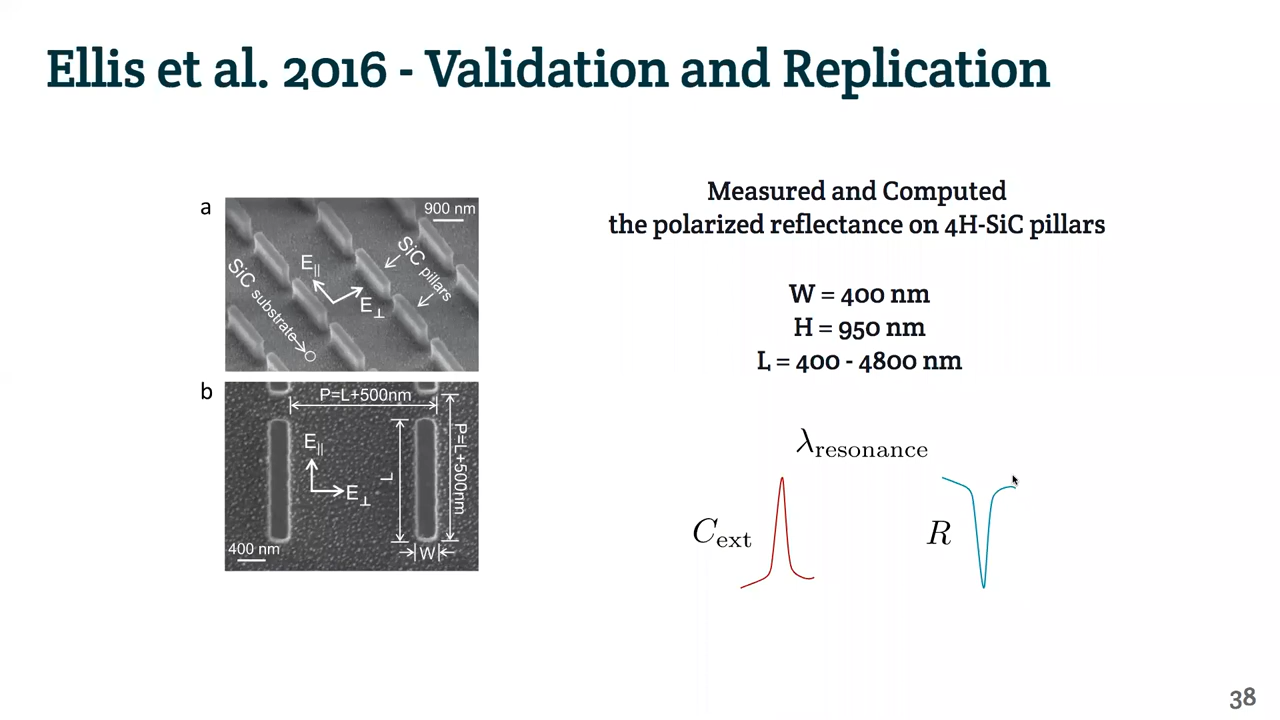 Ellis et al. 2016 - Validation and Replication
a
900 nm
E||
E⊥
SiC pillars
SiC substrate
b
P=L+500nm
P=L+500nm
E||
E⊥
L
W
400 nm
Measured and Computed
the polarized reflectance on 4H-SiC pillars
W = 400 nm
H = 950 nm
L = 400 - 4800 nm
λresonance
Cext
R
38